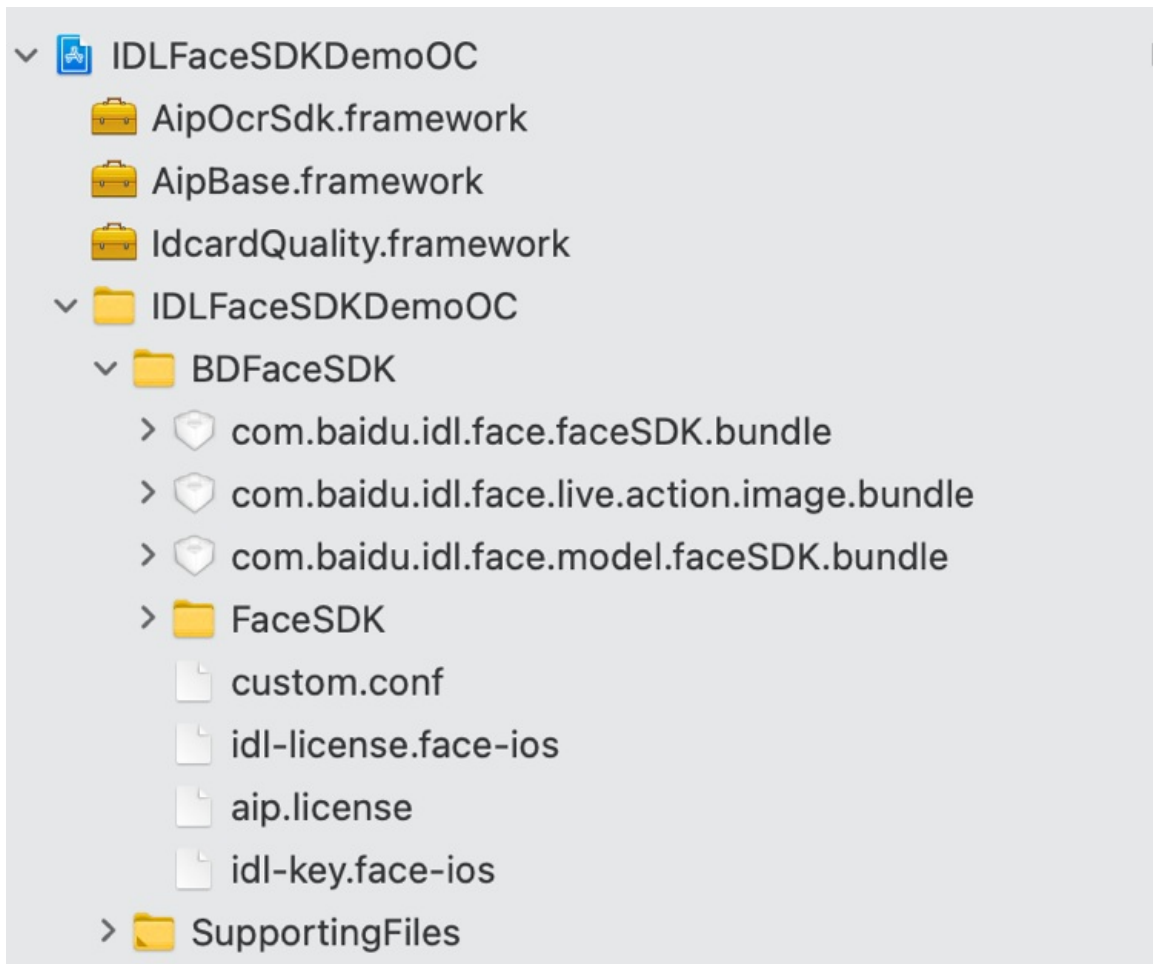 IDLFaceSDKDemoOC
AipOcrSdk.framework
AipBase.framework
IdcardQuality.framework
IDLFaceSDKDemoOC
BDFaceSDK
com.baidu.idl.face.faceSDK.bundle
com.baidu.idl.face.live.action.image.bundle
com.baidu.idl.face.model.faceSDK.bundle
FaceSDK
custom.conf
idl-license.face-ios
aip.license
idl-key.face-ios
SupportingFiles